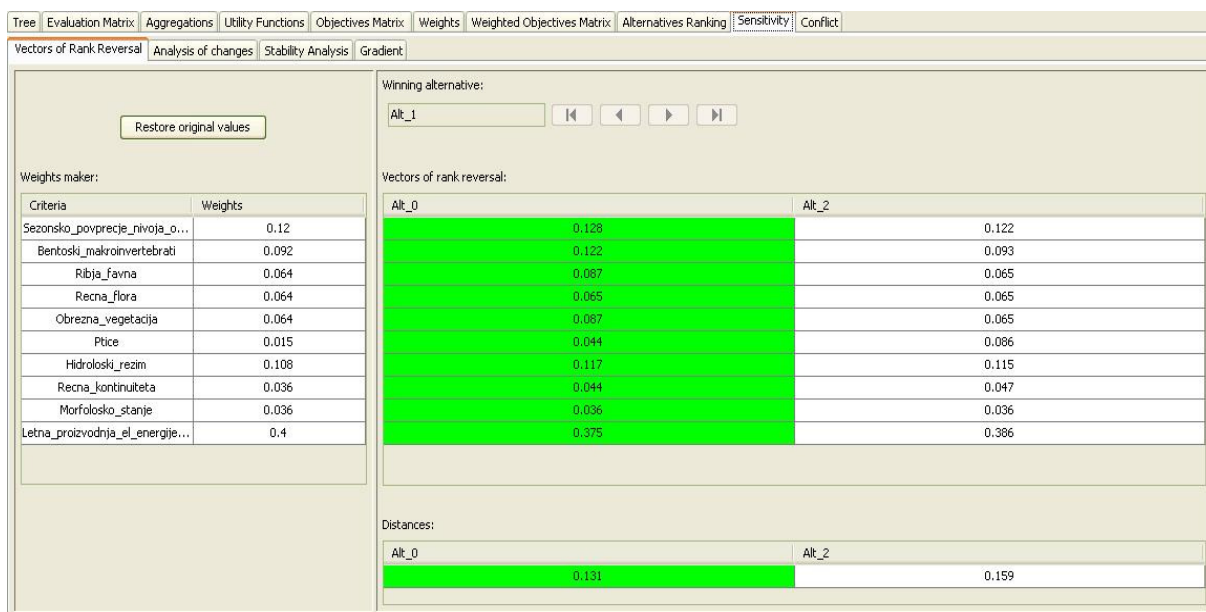 Tree Evaluation Matrix Aggregations Utility Functions Objectives Matrix Weights Weighted Objectives Matrix Alternatives Ranking Sensitivity Conflict
Vectors of Rank Reversal Analysis of changes Stability Analysis Gradient
Winning alternative:
Restore original values Alt_1
Weights maker: Vectors of rank reversal:
Criteria Weights Alt_0 Alt_2
Sezonsko_povprecje_nivoja_o... 0.12 0.128 0.122
Bentoski_makroinvertebrati 0.092 0.122 0.093
Ribja_favna 0.064 0.087 0.065
Recna_flora 0.064 0.065 0.065
Obrezna_vegetacija 0.064 0.087 0.065
Ptice 0.015 0.044 0.086
Hidroloski_rezim 0.108 0.117 0.115
Recna_kontinuiteta 0.036 0.044 0.047
Morfolosko_stanje 0.036 0.036 0.036
Letna_proizvodnja_el_energije... 0.4 0.375 0.386
Distances:
Alt_0 Alt_2
0.131 0.159